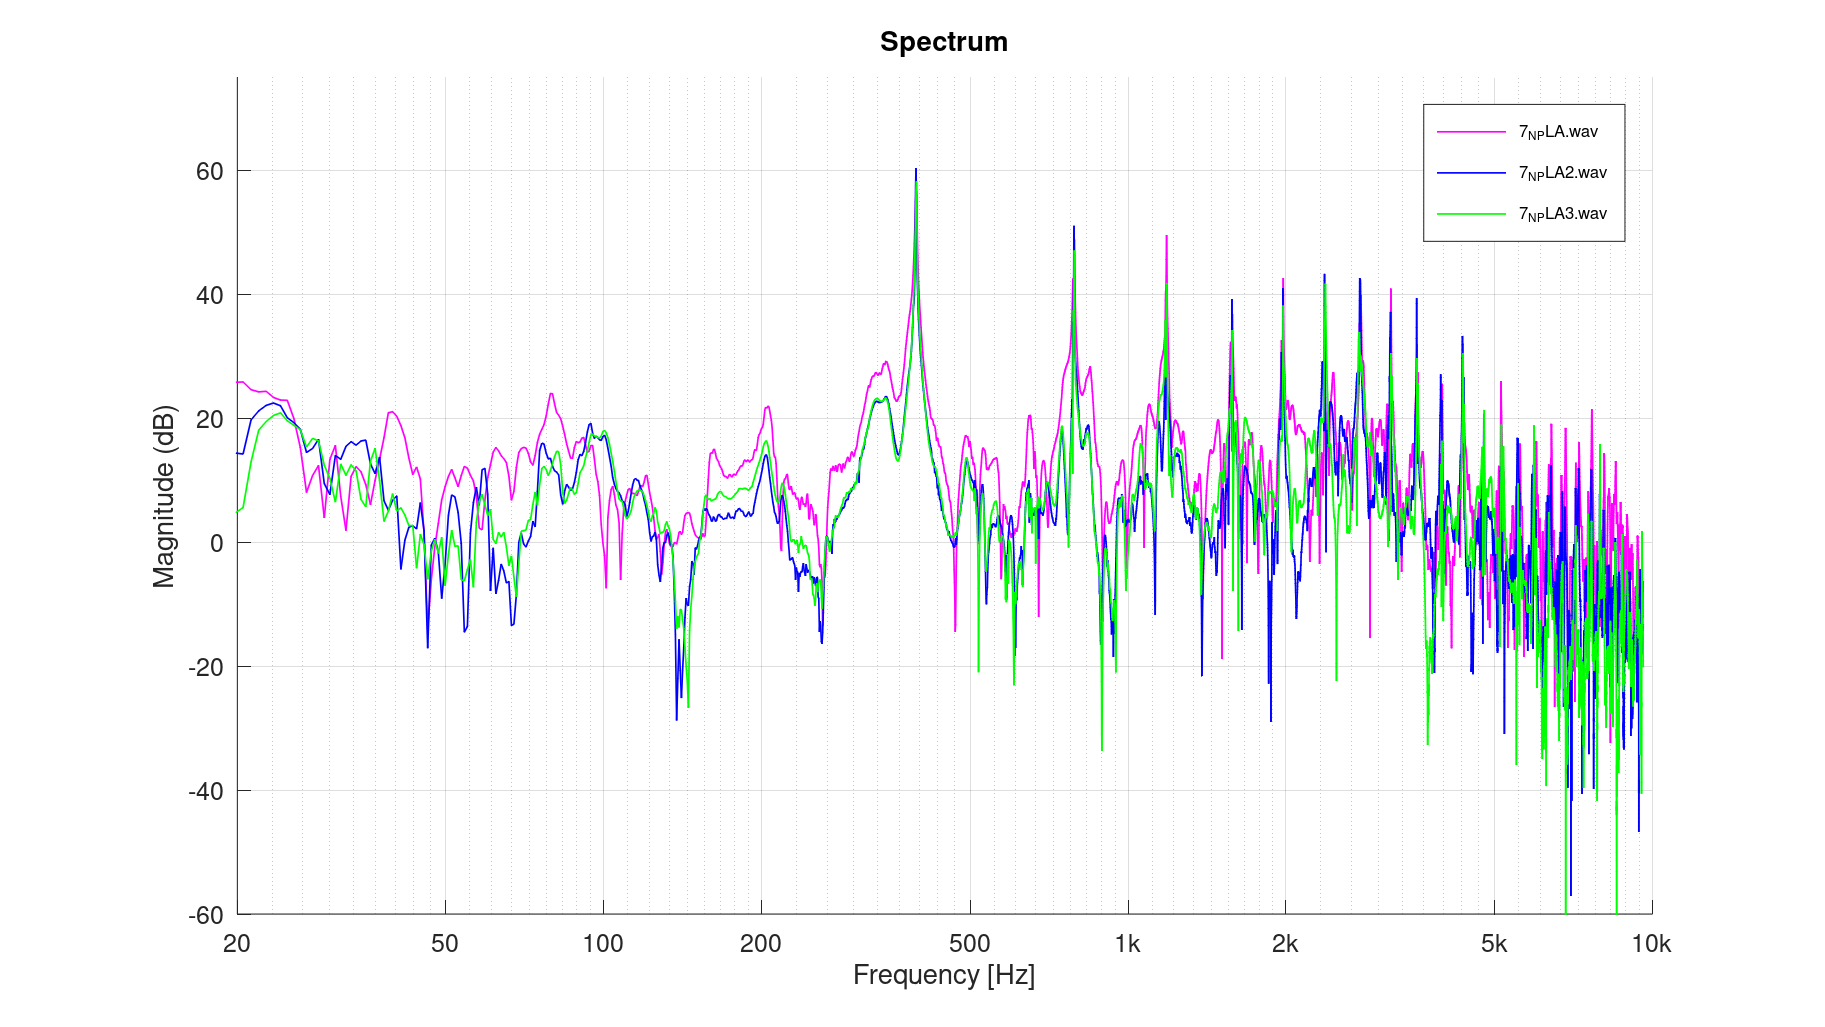 Spectrum
7NPLA.wav
7NPLA2.wav
7NPLA3.wav
Magnitude (dB)
60
40
20
0
-20
-40
-60
20 50 100 200 500 1k 2k 5k 10k
Frequency [Hz]